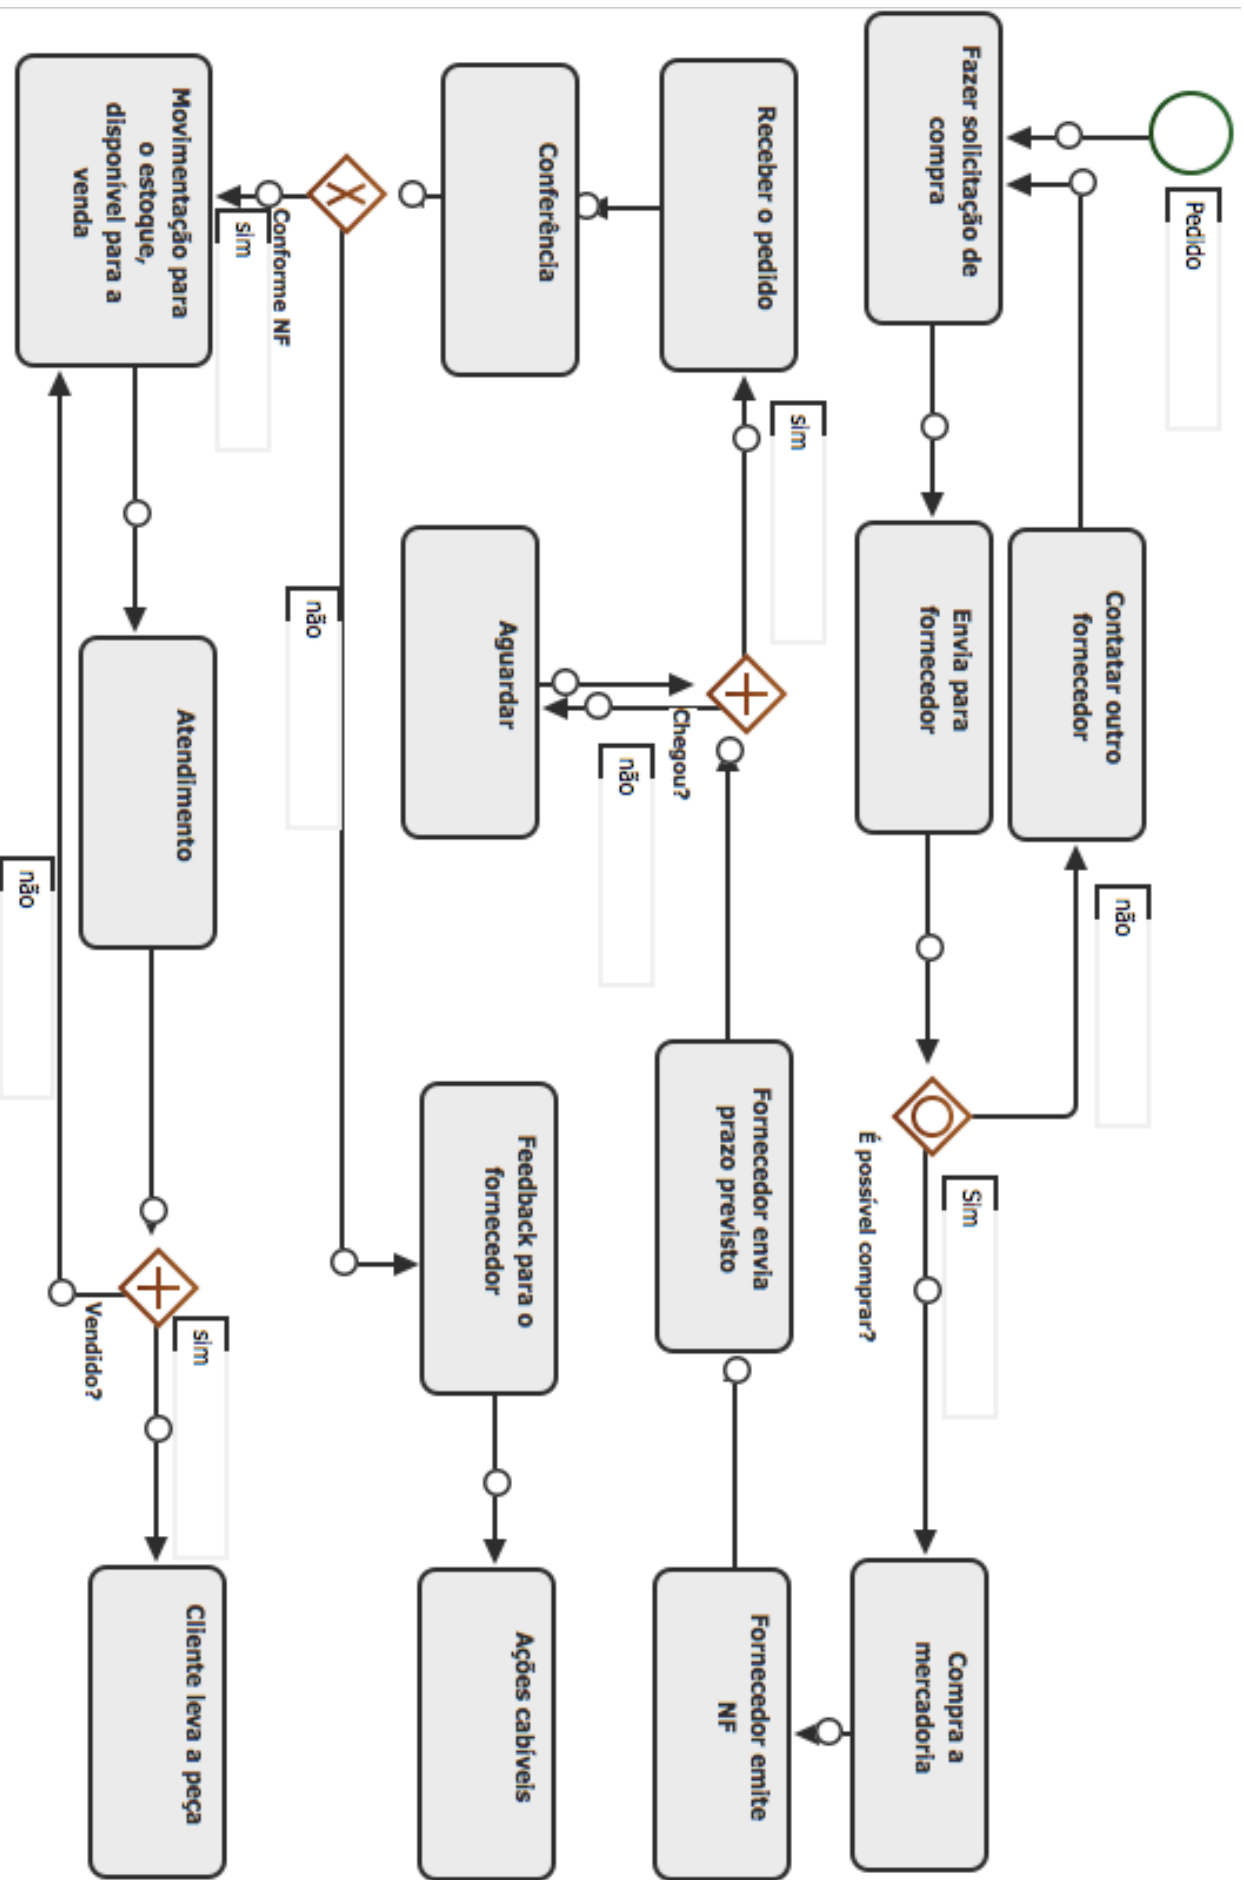 Pedido
Fazer solicitação de
compra
Contatar outro
fornecedor
não
Envia para
fornecedor
É possível comprar?
Sim
Compra a
mercadoria
Receber o pedido
sim
Chegou?
não
Fornecedor envia
prazo previsto
Fornecedor emite
NF
Conferência
Aguardar
Feedback para o
fornecedor
Ações cabíveis
Conforme NF
sim
não
Movimentação para
o estoque,
disponível para a
venda
Atendimento
não
Vendido?
sim
Cliente leva a peça